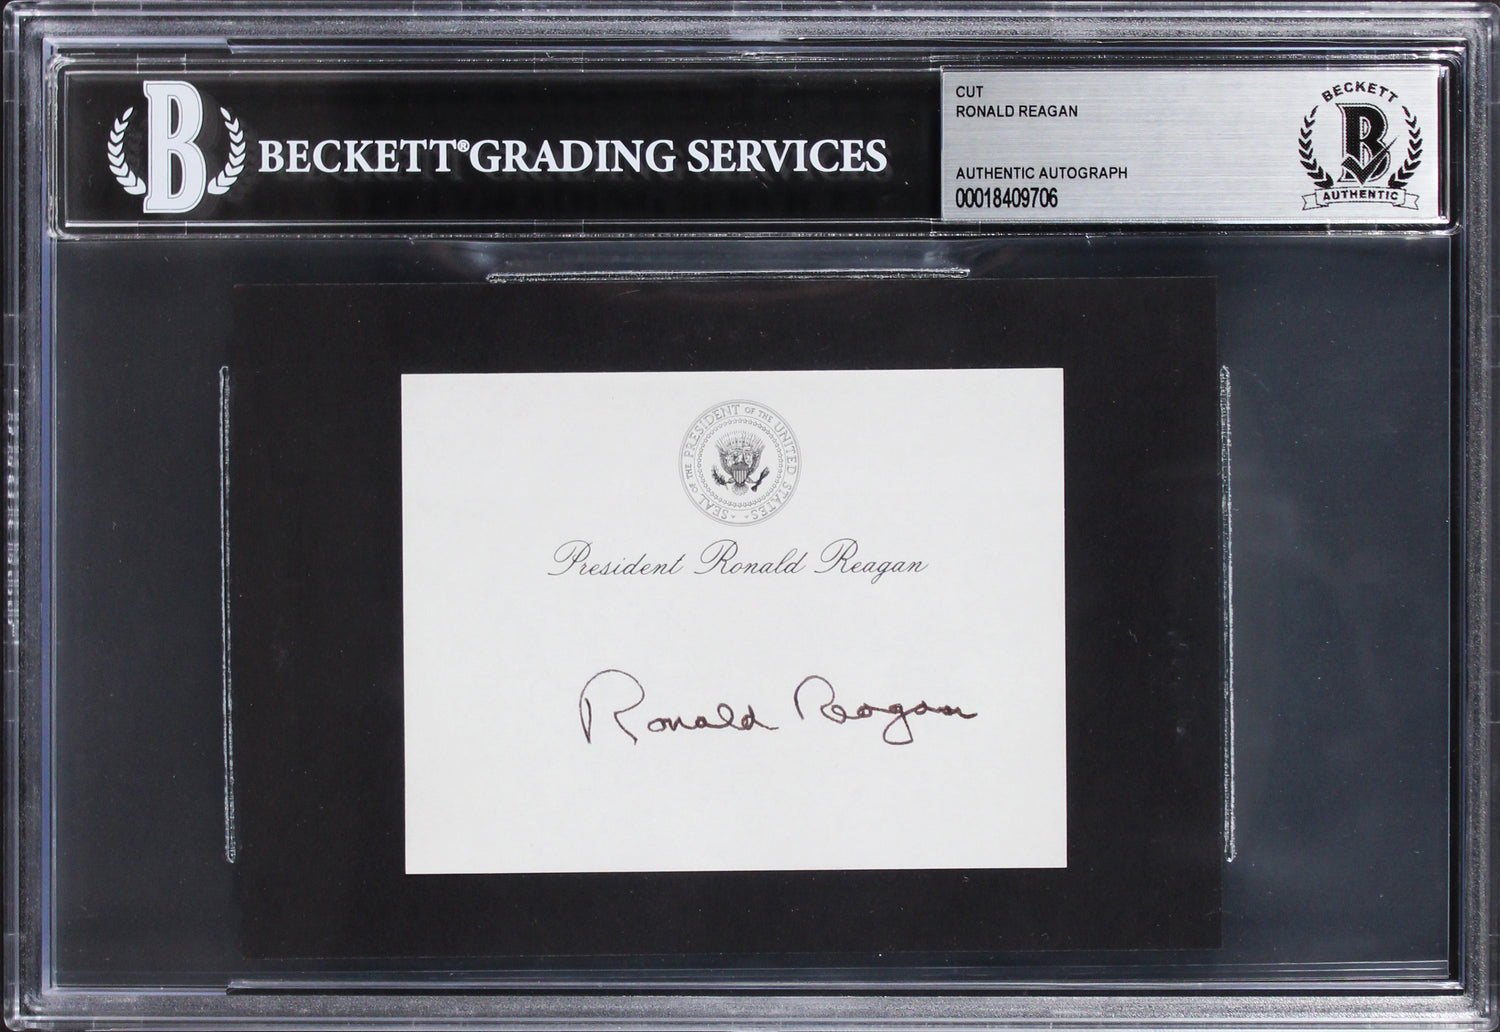 BECKETT® GRADING SERVICES
CUT
RONALD REAGAN
AUTHENTIC AUTOGRAPH
00018409706
BECKETT
B
AUTHENTIC
B
SEAL OF THE PRESIDENT OF THE UNITED STATES
President Ronald Reagan
Ronald Reagan